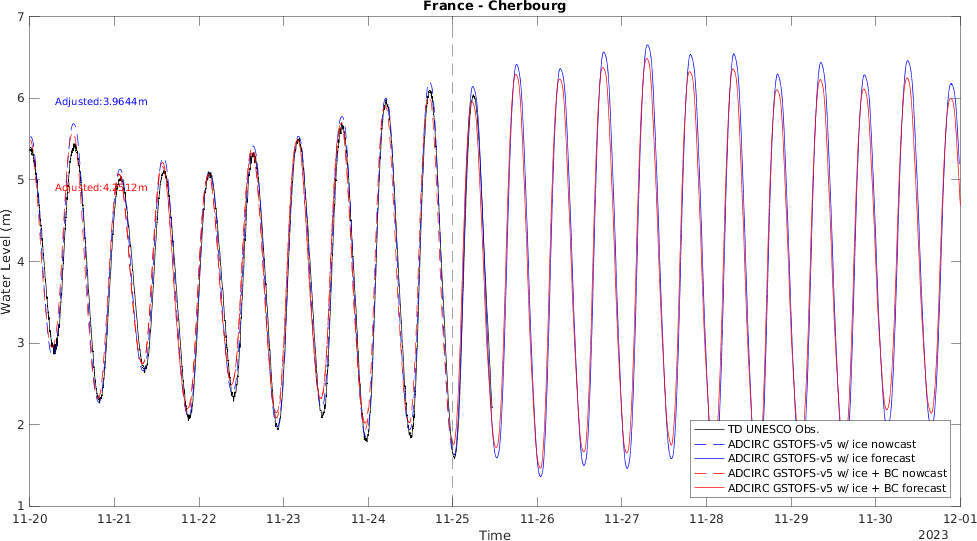 France - Cherbourg
7
6
5
4
3
2
1
Water Level (m)
Adjusted:3.9644m
Adjusted:4.2512m
TD UNESCO Obs.
ADCIRC GSTOFS-v5 w/ ice nowcast
ADCIRC GSTOFS-v5 w/ ice forecast
ADCIRC GSTOFS-v5 w/ ice + BC nowcast
ADCIRC GSTOFS-v5 w/ ice + BC forecast
11-20 11-21 11-22 11-23 11-24 11-25 11-26 11-27 11-28 11-29 11-30 12-01
Time
2023